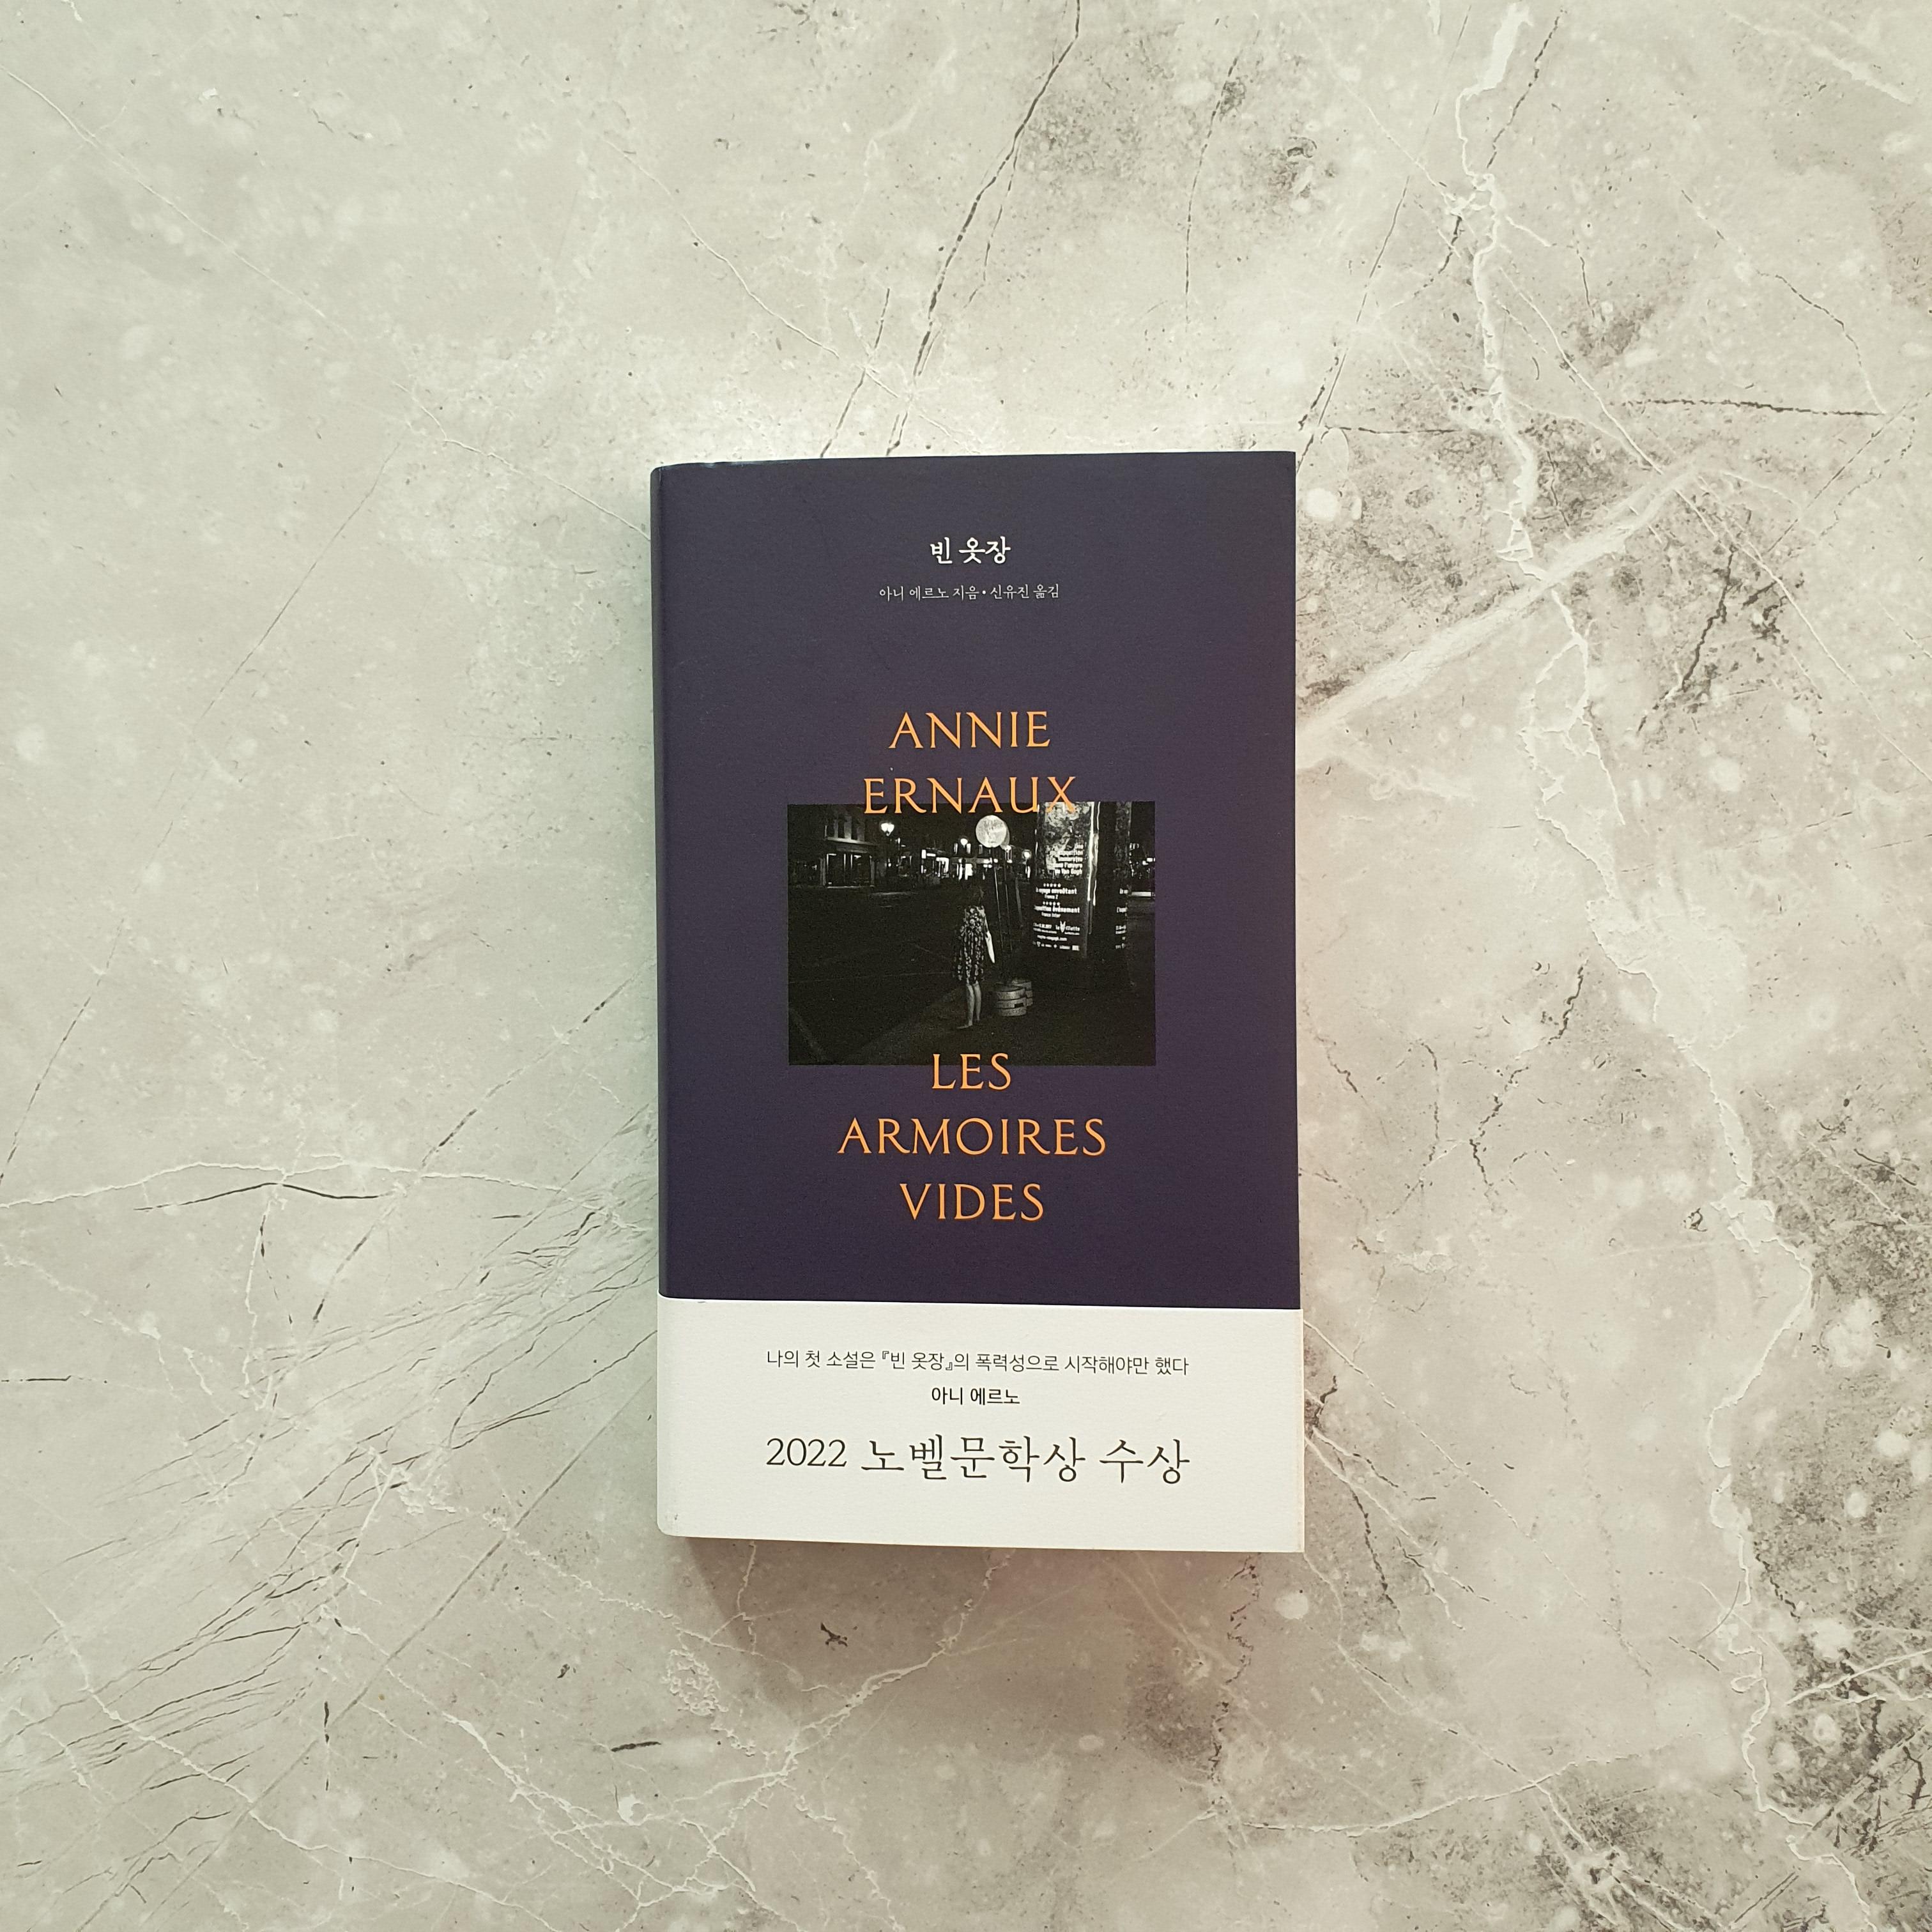 빈 옷장
아니 에르노 지음 • 신유진 옮김
ANNIE
ERNAUX
LES
ARMOIRES
VIDES
나의 첫 소설은 『빈 옷장』의 폭력성으로 시작해야만 했다
아니 에르노
2022 노벨문학상 수상